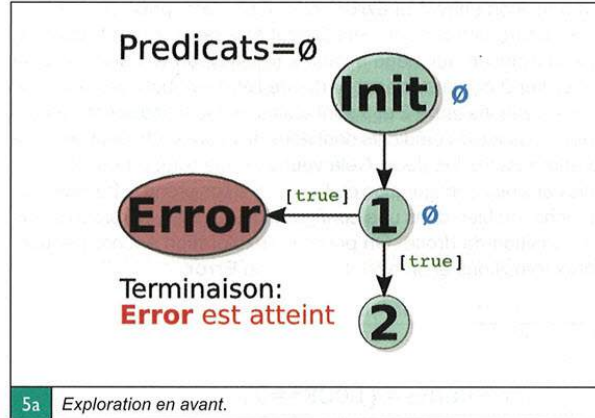 Predicats=ø
Init ø
[true]
Error 1 ø
[true]
Terminaison:
Error est atteint
2
5a Exploration en avant.